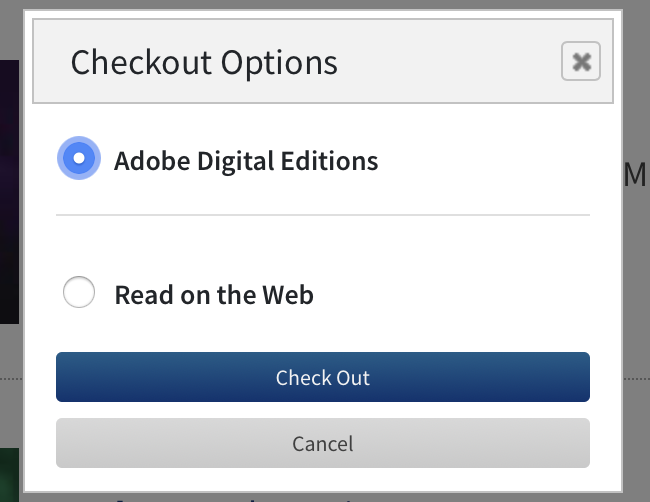 Checkout Options
Adobe Digital Editions
M
Read on the Web
Check Out
Cancel